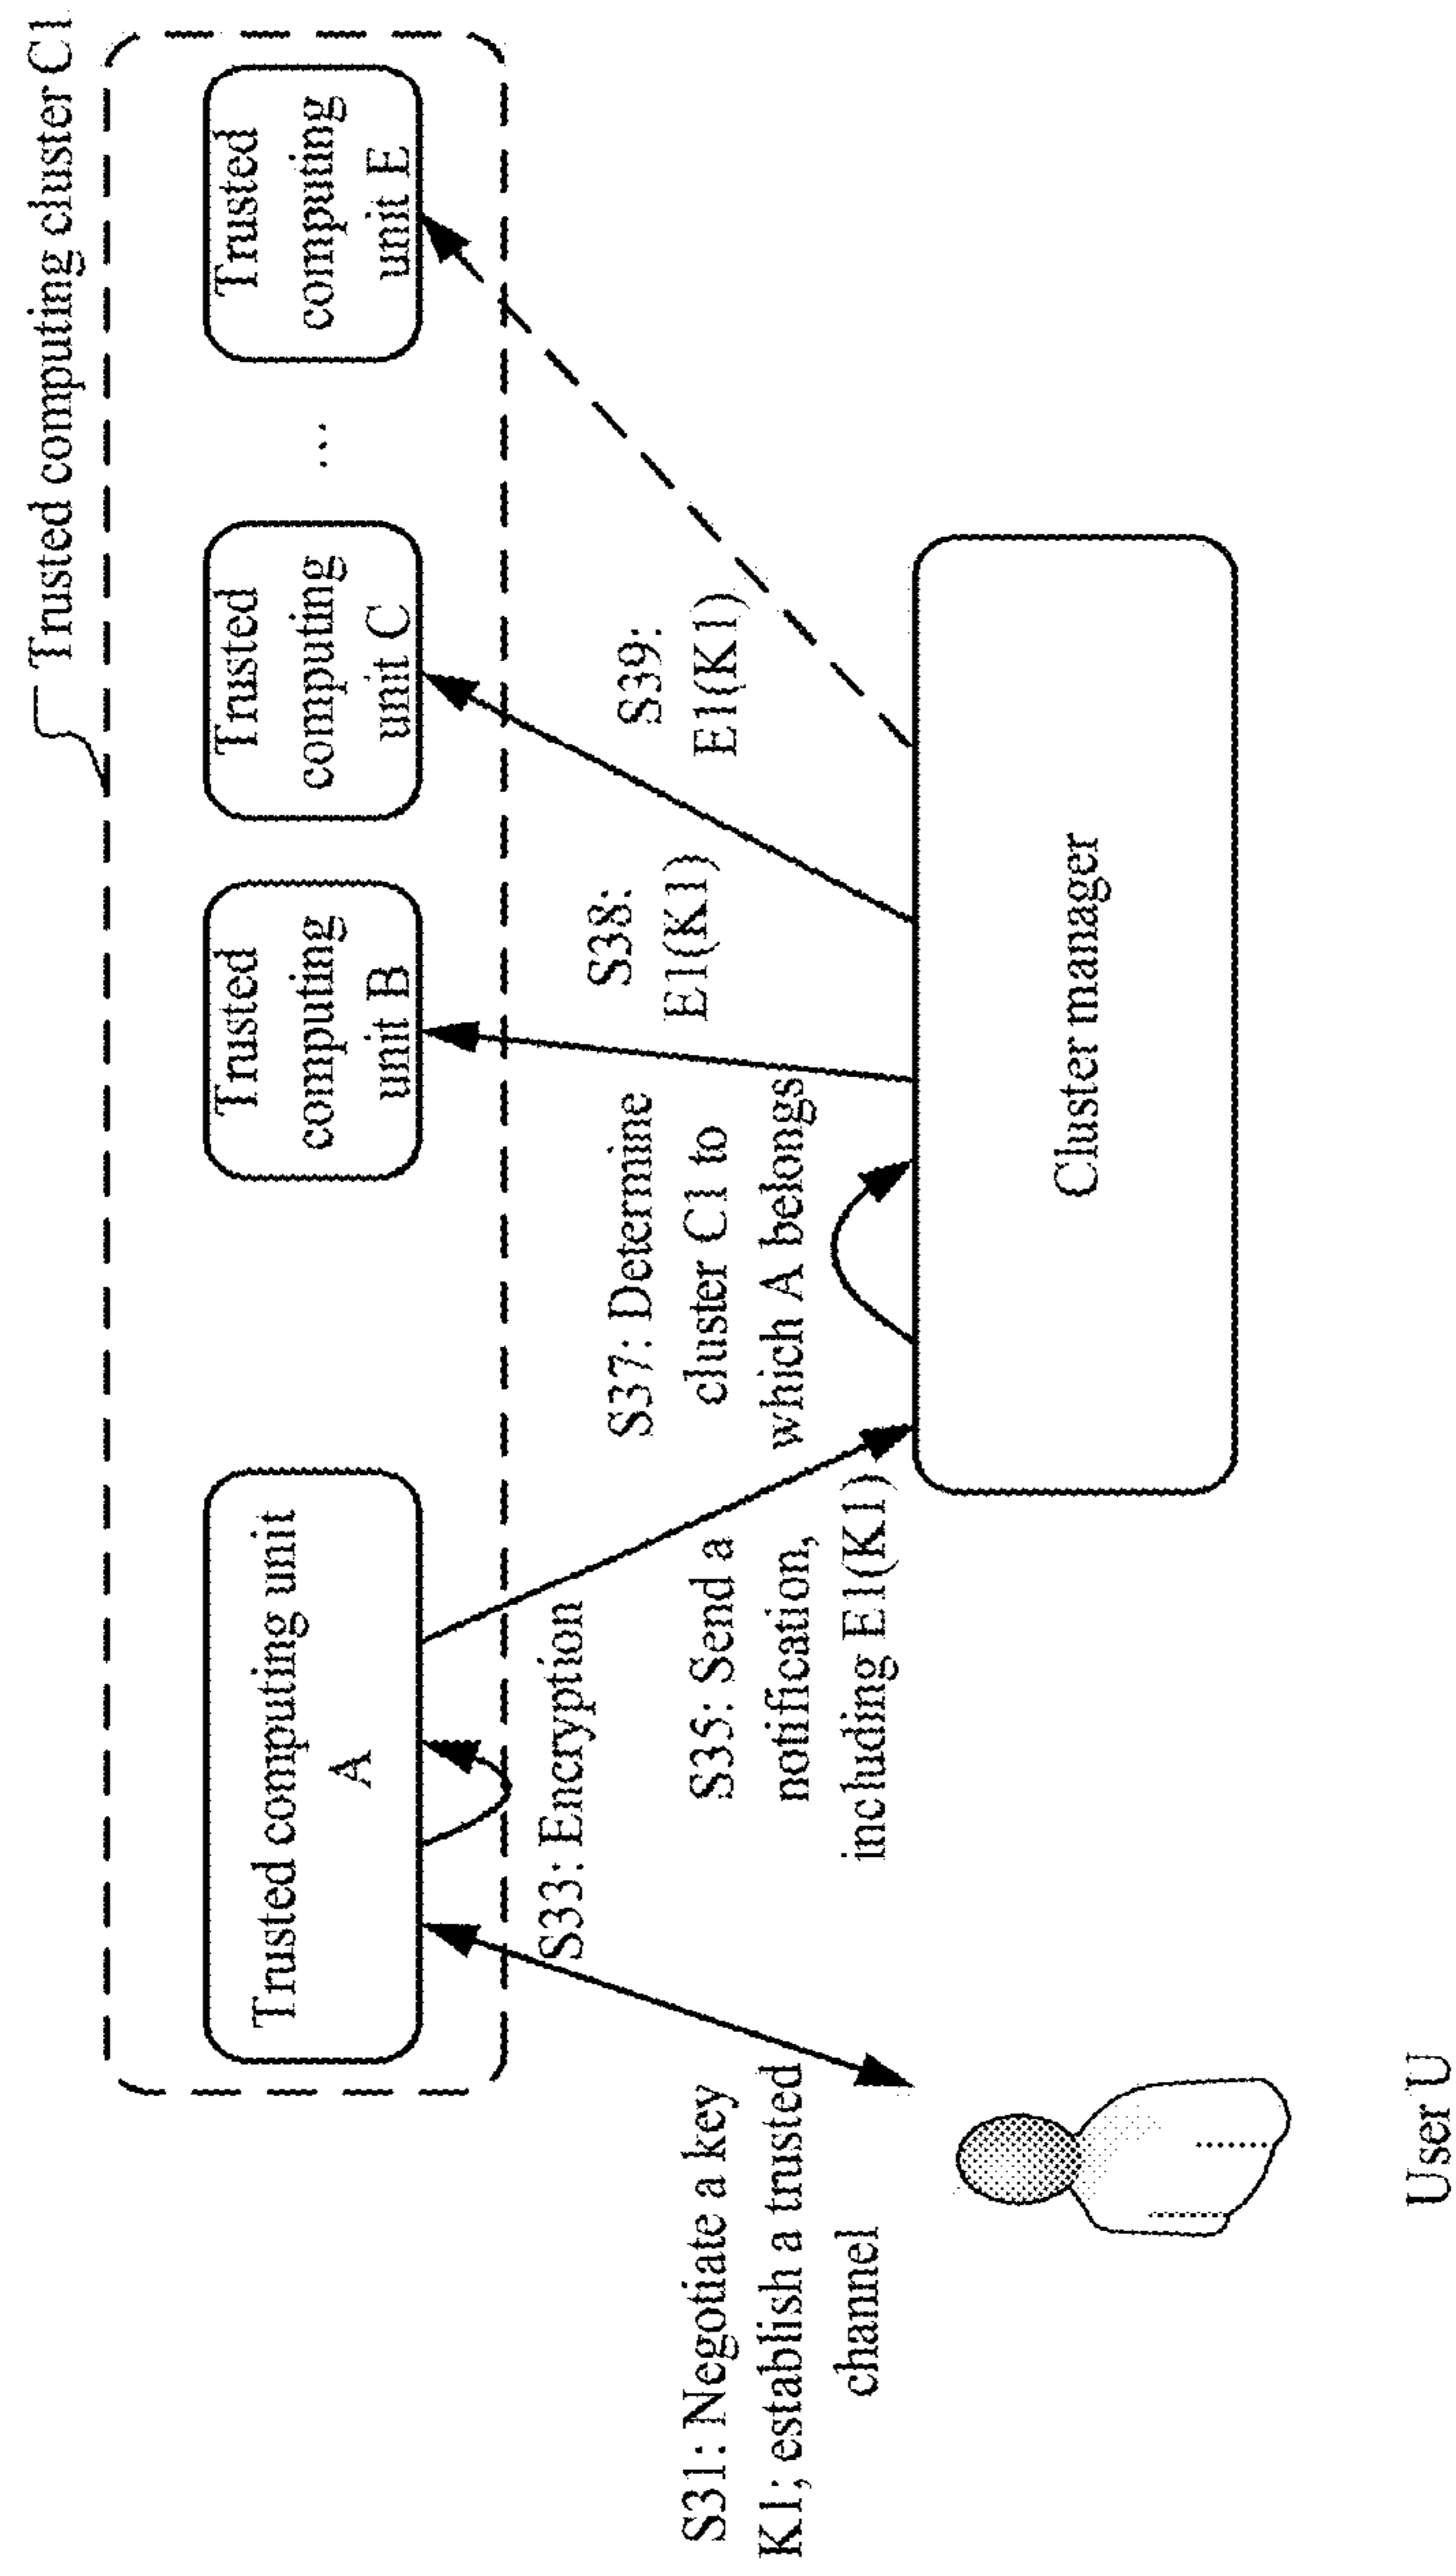 Trusted computing cluster C1
Trusted computing unit
A
Trusted
computing
unit B
Trusted
computing
unit C
...
Trusted
computing
unit E
S31: Negotiate a key
K1; establish a trusted
channel
S33: Encryption
S35: Send a
notification,
including E1(K1)
S37: Determine
cluster C1 to
which A belongs
S38:
E1(K1)
S39:
E1(K1)
User U
Cluster manager